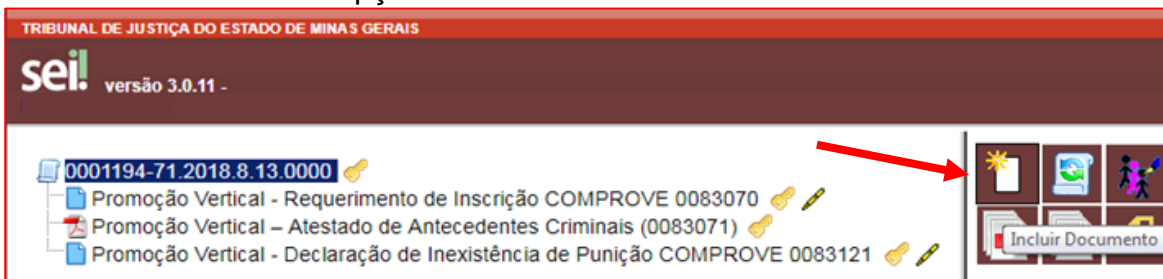 TRIBUNAL DE JUSTIÇA DO ESTADO DE MINAS GERAIS
sei! versão 3.0.11 -
0001194-71.2018.8.13.0000
Promoção Vertical - Requerimento de Inscrição COMPROVE 0083070
Promoção Vertical – Atestado de Antecedentes Criminais (0083071)
Promoção Vertical - Declaração de Inexistência de Punição COMPROVE 0083121
Incluir Documento